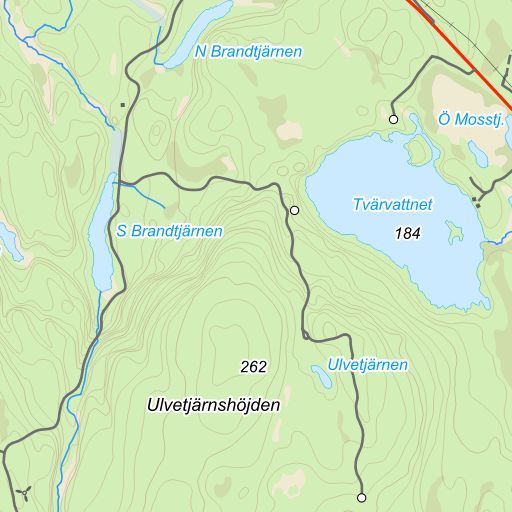 N Brandtjärnen
Ö Mosstj.
Tvärvattnet
184
S Brandtjärnen
262
Ulvetjärnen
Ulvetjärnshöjden